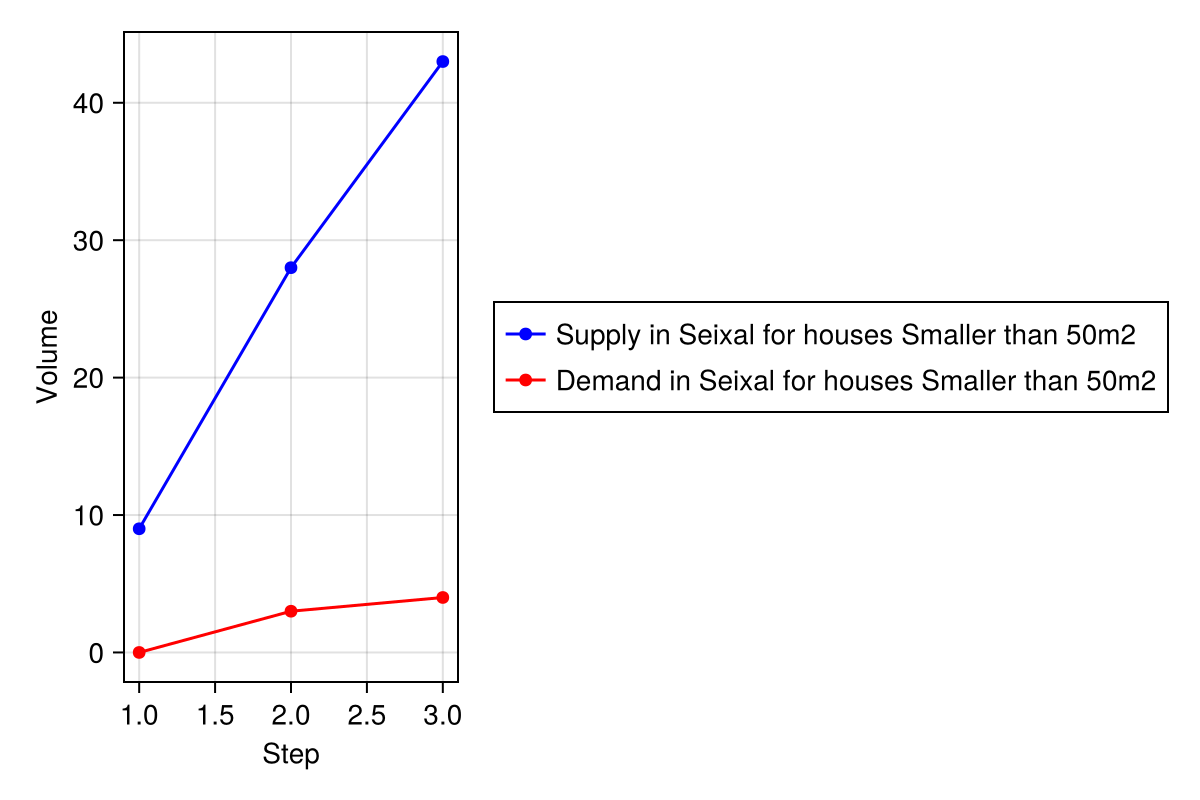 40
30
20
10
0
Volume
1.0 1.5 2.0 2.5 3.0
Step
Supply in Seixal for houses Smaller than 50m2
Demand in Seixal for houses Smaller than 50m2